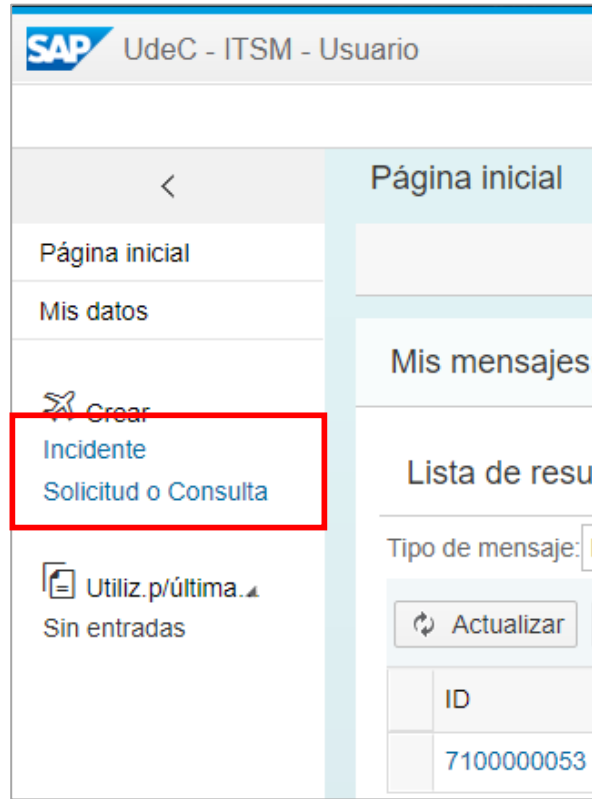 SAP UdeC - ITSM - Usuario
Página inicial
Página inicial
Mis datos
Crear
Incidente
Solicitud o Consulta
Utiliz.p/última.
Sin entradas
Mis mensajes
Lista de resu
Tipo de mensaje:
Actualizar
ID
7100000053